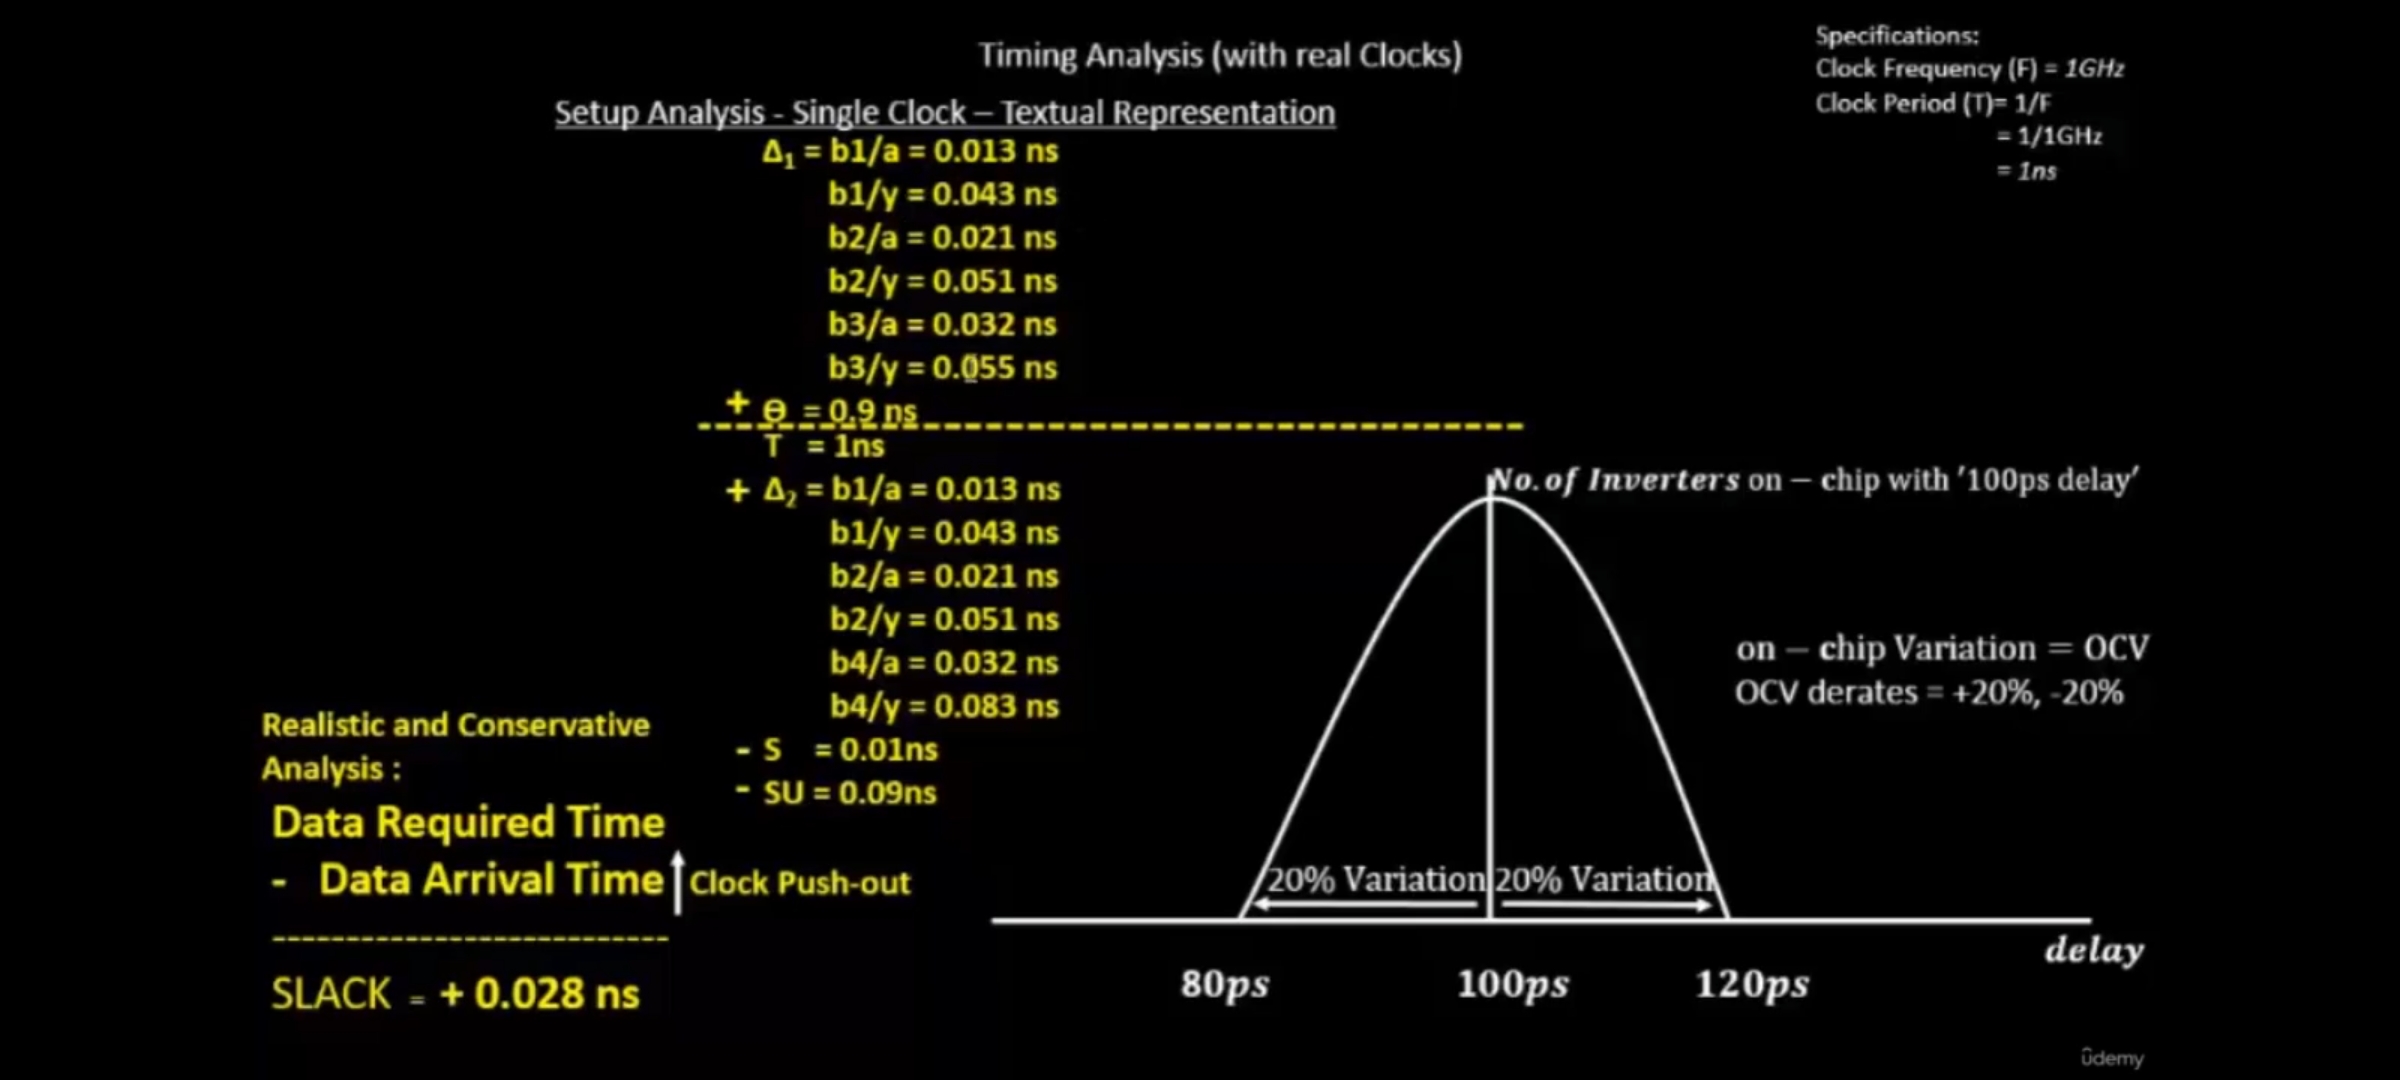 Timing Analysis (with real Clocks)
Specifications:
Clock Frequency (F) = 1GHz
Clock Period (T)= 1/F
= 1/1GHz
= 1ns
Setup Analysis - Single Clock – Textual Representation
Δ₁ = b1/a = 0.013 ns
b1/y = 0.043 ns
b2/a = 0.021 ns
b2/y = 0.051 ns
b3/a = 0.032 ns
b3/y = 0.055 ns
+ Θ = 0.9 ns
T = 1ns
+ Δ₂ = b1/a = 0.013 ns
b1/y = 0.043 ns
b2/a = 0.021 ns
b2/y = 0.051 ns
b4/a = 0.032 ns
b4/y = 0.083 ns
- S = 0.01ns
- SU = 0.09ns
Realistic and Conservative
Analysis :
Data Required Time
- Data Arrival Time
Clock Push-out
---------------------------
SLACK = + 0.028 ns
No. of Inverters on – chip with '100ps delay'
on – chip Variation = OCV
OCV derates = +20%, -20%
20% Variation 20% Variation
delay
80ps 100ps 120ps
ûdemy